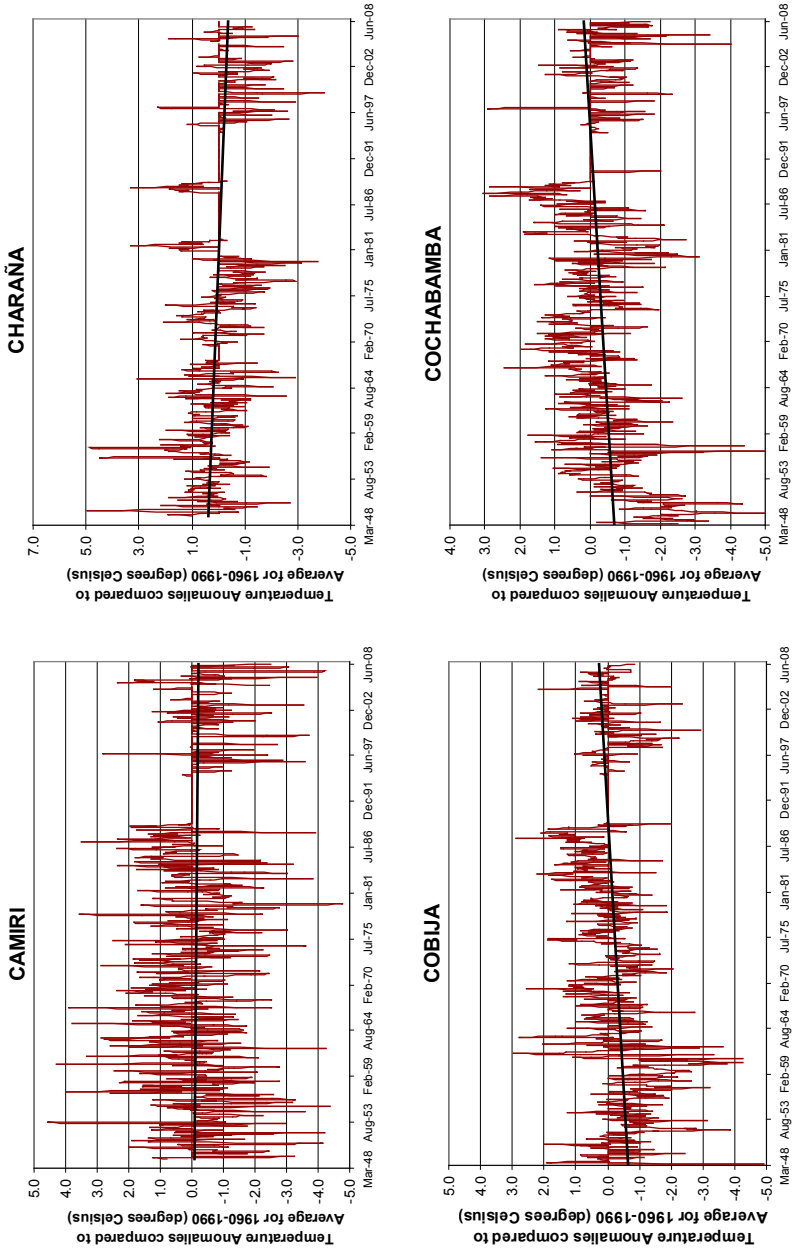 CAMIRI
Temperature Anomalies compared to
Average for 1960-1990 (degrees Celsius)
5.0
4.0
3.0
2.0
1.0
0.0
-1.0
-2.0
-3.0
-4.0
-5.0
Mar-48 Aug-53 Feb-59 Aug-64 Feb-70 Jul-75 Jan-81 Jul-86 Dec-91 Jun-97 Dec-02 Jun-08
CHARAÑA
Temperature Anomalies compared to
Average for 1960-1990 (degrees Celsius)
7.0
5.0
3.0
1.0
-1.0
-3.0
-5.0
Mar-48 Aug-53 Feb-59 Aug-64 Feb-70 Jul-75 Jan-81 Jul-86 Dec-91 Jun-97 Dec-02 Jun-08
COBIJA
Temperature Anomalies compared to
Average for 1960-1990 (degrees Celsius)
5.0
4.0
3.0
2.0
1.0
0.0
-1.0
-2.0
-3.0
-4.0
-5.0
Mar-48 Aug-53 Feb-59 Aug-64 Feb-70 Jul-75 Jan-81 Jul-86 Dec-91 Jun-97 Dec-02 Jun-08
COCHABAMBA
Temperature Anomalies compared to
Average for 1960-1990 (degrees Celsius)
4.0
3.0
2.0
1.0
0.0
-1.0
-2.0
-3.0
-4.0
-5.0
Mar-48 Aug-53 Feb-59 Aug-64 Feb-70 Jul-75 Jan-81 Jul-86 Dec-91 Jun-97 Dec-02 Jun-08